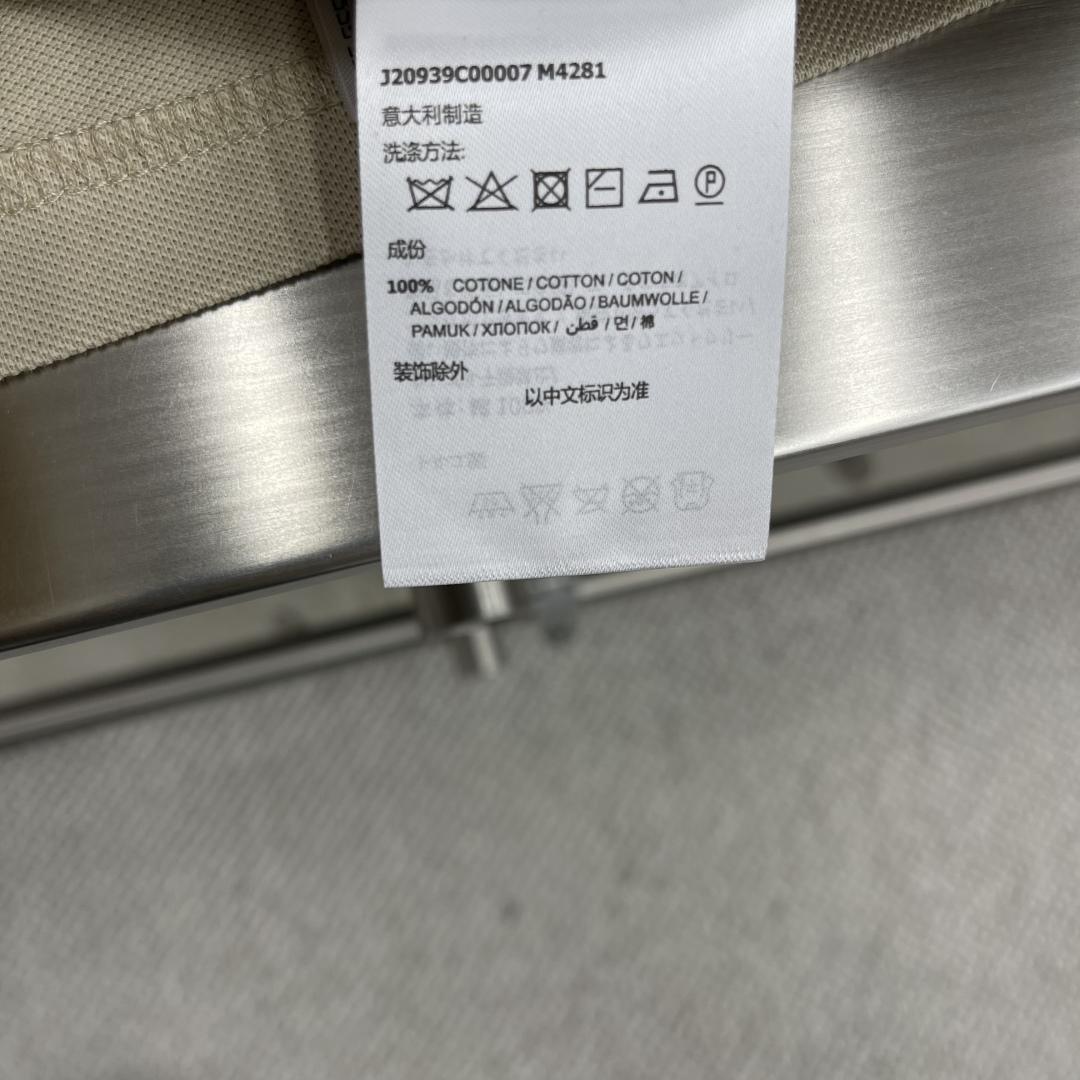 J20939C00007 M4281
意大利制造
洗涤方法:
P
成份
100% COTONE / COTTON / COTON /
ALGODÓN / ALGODÃO / BAUMWOLLE /
PAMUK / ХЛОПОК / قطن / 면 / 棉
装饰除外
以中文标识为准